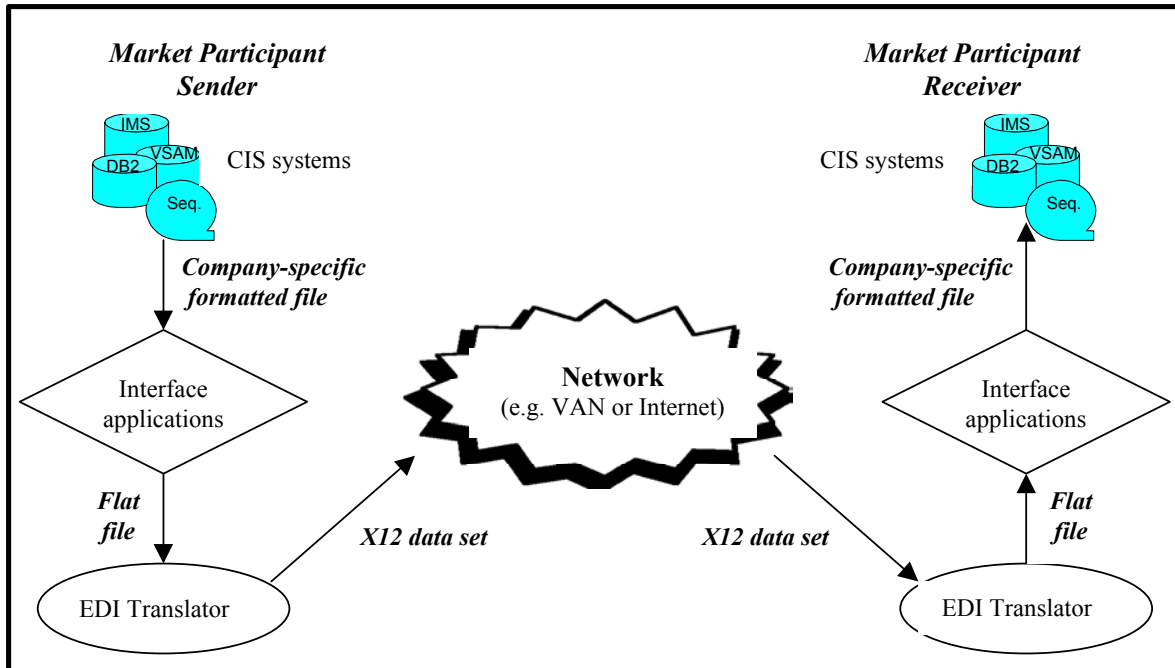 Market Participant
Sender
IMS
VSAM
DB2
Seq.
CIS systems
Company-specific
formatted file
Interface
applications
Flat
file
EDI Translator
X12 data set
Network
(e.g. VAN or Internet)
X12 data set
Market Participant
Receiver
CIS systems
IMS
VSAM
DB2
Seq.
Company-specific
formatted file
Interface
applications
Flat
file
EDI Translator